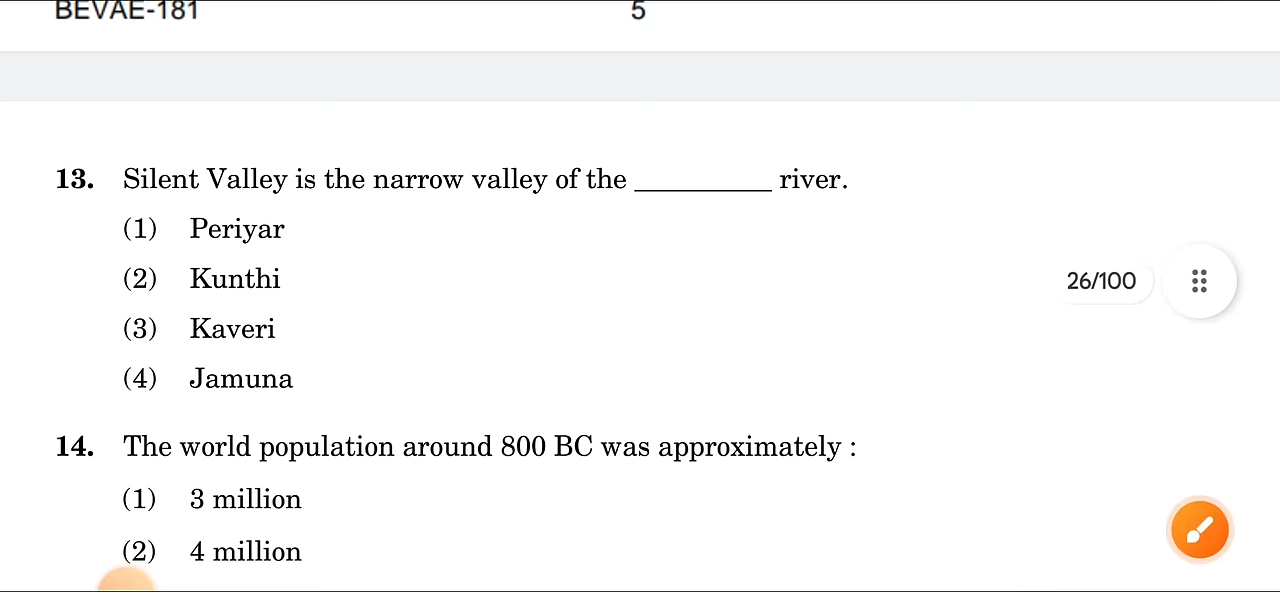 BEVAE-181 5
13. Silent Valley is the narrow valley of the __________ river.
(1) Periyar
(2) Kunthi
26/100
(3) Kaveri
(4) Jamuna
14. The world population around 800 BC was approximately :
(1) 3 million
(2) 4 million